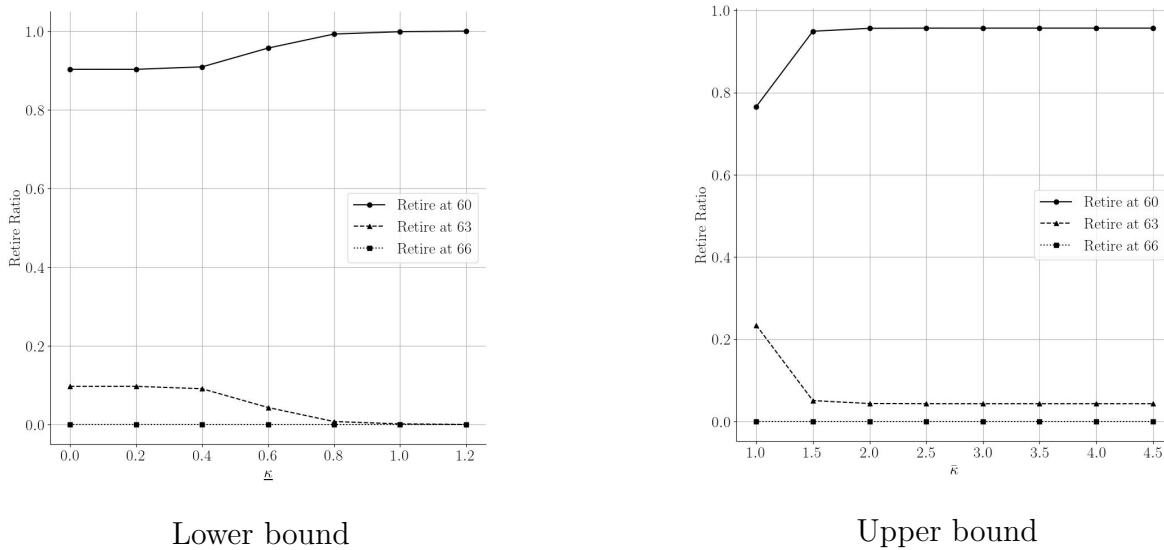 1.0
0.8
0.6
0.4
0.2
0.0
Retire Ratio
Retire at 60
Retire at 63
Retire at 66
0.0 0.2 0.4 0.6 0.8 1.0 1.2
κ
Lower bound
1.0
0.8
0.6
0.4
0.2
0.0
Retire Ratio
Retire at 60
Retire at 63
Retire at 66
1.0 1.5 2.0 2.5 3.0 3.5 4.0 4.5
κ̄
Upper bound